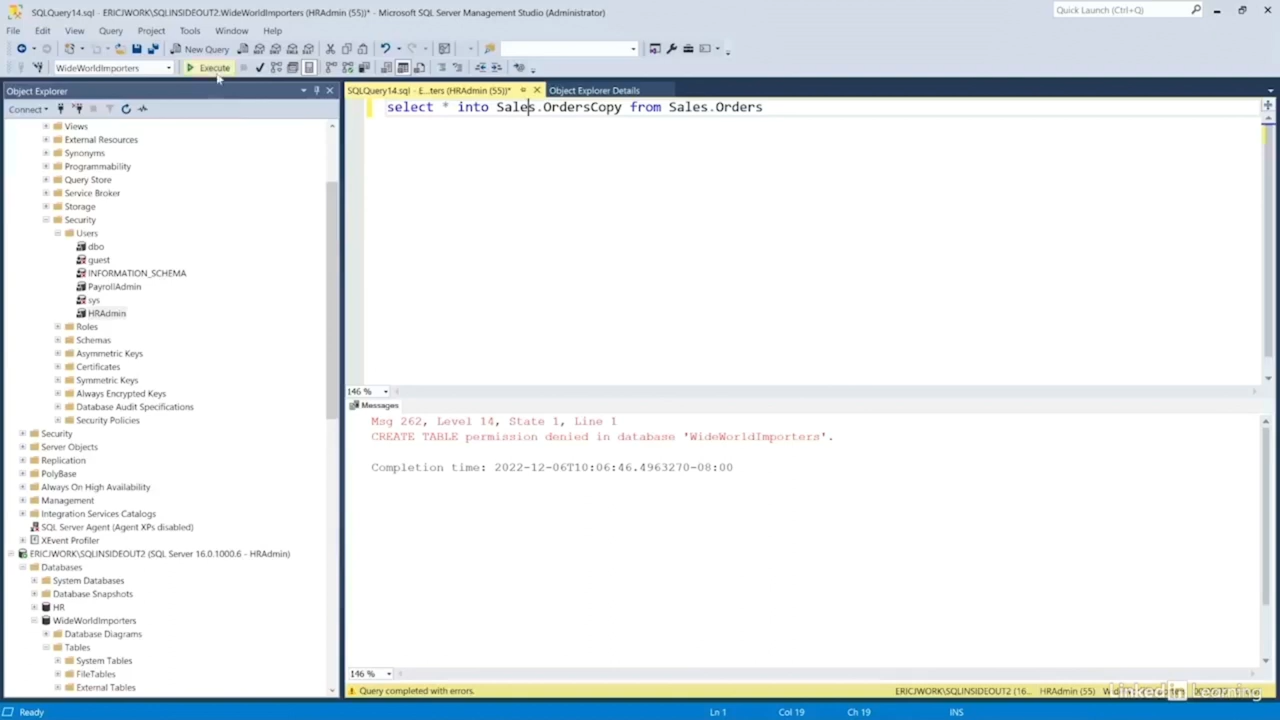 SQLQuery14.sql - ERICJWORK\SQLINSIDEOUT2.WideWorldImporters (HRAdmin (55))* - Microsoft SQL Server Management Studio (Administrator)
Quick Launch (Ctrl+Q)
File Edit View Query Project Tools Window Help
New Query
WideWorldImporters Execute
Object Explorer
SQLQuery14.sql - E...ters (HRAdmin (55))* Object Explorer Details
Connect
select * into Sales.OrdersCopy from Sales.Orders
Views
External Resources
Synonyms
Programmability
Query Store
Service Broker
Storage
Security
Users
dbo
guest
INFORMATION_SCHEMA
PayrollAdmin
sys
HRAdmin
Roles
Schemas
Asymmetric Keys
Certificates
Symmetric Keys
Always Encrypted Keys
Database Audit Specifications
Security Policies
Security
Server Objects
Replication
PolyBase
Always On High Availability
Management
Integration Services Catalogs
SQL Server Agent (Agent XPs disabled)
XEvent Profiler
ERICJWORK\SQLINSIDEOUT2 (SQL Server 16.0.1000.6 - HRAdmin)
Databases
System Databases
Database Snapshots
HR
WideWorldImporters
Database Diagrams
Tables
System Tables
FileTables
External Tables
146 %
Messages
Msg 262, Level 14, State 1, Line 1
CREATE TABLE permission denied in database 'WideWorldImporters'.
Completion time: 2022-12-06T10:06:46.4963270-08:00
146 %
Query completed with errors.
ERICJWORK\SQLINSIDEOUT2 (16... HRAdmin (55)
LinkedIn Learning
Ready
Ln 1 Col 19 Ch 19 INS